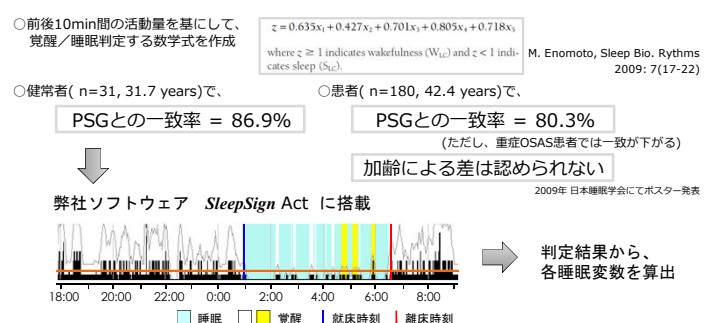 ○前後10min間の活動量を基にして、
覚醒／睡眠判定する数学式を作成
z = 0.635x₁ + 0.427x₂ + 0.701x₃ + 0.805x₄ + 0.718x₅
where z ≥ 1 indicates wakefulness (W_LC) and z < 1 indi-
cates sleep (S_LC).
M. Enomoto, Sleep Bio. Rythms
2009: 7(17-22)
○健常者( n=31, 31.7 years)で、
PSGとの一致率 = 86.9%
○患者( n=180, 42.4 years)で、
PSGとの一致率 = 80.3%
(ただし、重症OSAS患者では一致が下がる)
加齢による差は認められない
2009年 日本睡眠学会にてポスター発表
弊社ソフトウェア SleepSign Act に搭載
18:00 20:00 22:00 0:00 2:00 4:00 6:00 8:00
睡眠 覚醒 就床時刻 離床時刻
判定結果から、
各睡眠変数を算出